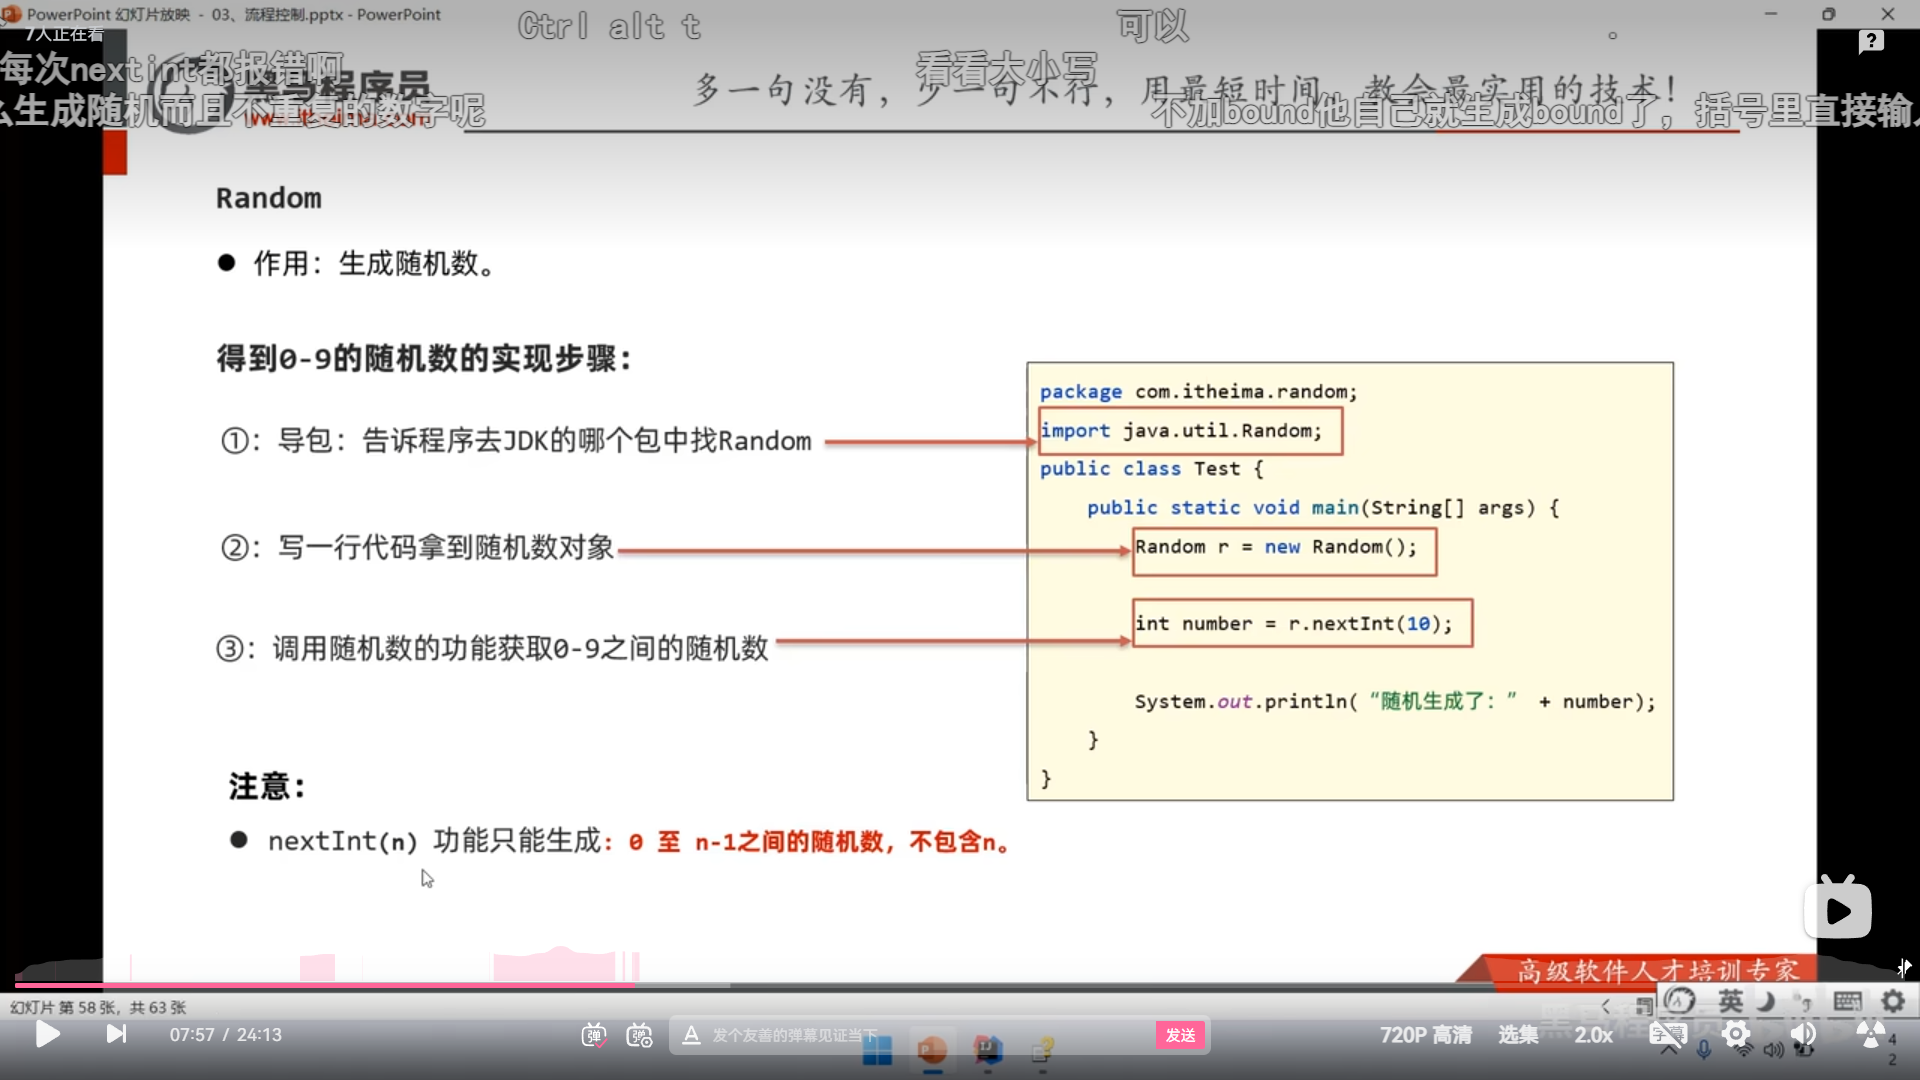 PowerPoint 幻灯片放映 - 03、流程控制.pptx - PowerPoint
7人正在看
Ctrl alt t
可以
每次nextint都报错啊
看看大小写
黑马程序员
多一句没有，少一句不行，用最短时间，教会最实用的技术！
么生成随机而且不重复的数字呢
不加bound他自己就生成bound了，括号里直接输入
Random
● 作用：生成随机数。
得到0-9的随机数的实现步骤：
①：导包：告诉程序去JDK的哪个包中找Random
②：写一行代码拿到随机数对象
③：调用随机数的功能获取0-9之间的随机数
package com.itheima.random;
import java.util.Random;
public class Test {
public static void main(String[] args) {
Random r = new Random();
int number = r.nextInt(10);
System.out.println( “随机生成了：” + number);
}
}
注意：
● nextInt(n) 功能只能生成：0 至 n-1之间的随机数，不包含n。
高级软件人才培训专家
幻灯片 第 58 张，共 63 张
英
07:57 / 24:13
弹
弹
发个友善的弹幕见证当下
发送
720P 高清
选集
2.0x
字幕